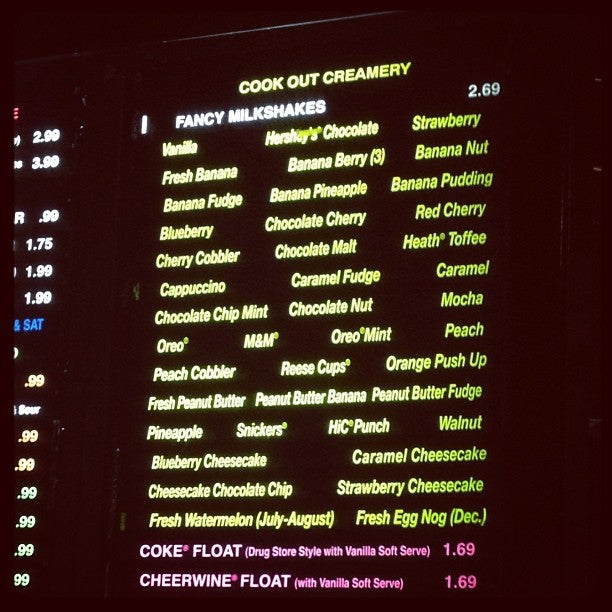 COOK OUT CREAMERY
FANCY MILKSHAKES 2.69
Vanilla Hershey's® Chocolate Strawberry
Fresh Banana Banana Berry (3) Banana Nut
Banana Fudge Banana Pineapple Banana Pudding
Blueberry Chocolate Cherry Red Cherry
Cherry Cobbler Chocolate Malt Heath® Toffee
Cappuccino Caramel Fudge Caramel
Chocolate Chip Mint Chocolate Nut Mocha
Oreo® M&M® Oreo® Mint Peach
Peach Cobbler Reese Cups® Orange Push Up
Fresh Peanut Butter Peanut Butter Banana Peanut Butter Fudge
Pineapple Snickers® HiC® Punch Walnut
Blueberry Cheesecake Caramel Cheesecake
Cheesecake Chocolate Chip Strawberry Cheesecake
Fresh Watermelon (July-August) Fresh Egg Nog (Dec.)
COKE® FLOAT (Drug Store Style with Vanilla Soft Serve) 1.69
CHEERWINE® FLOAT (with Vanilla Soft Serve) 1.69
2.99
3.99
R .99
1.75
1.99
1.99
& SAT
.99
Sour
.99
.99
.99
.99
.99
99